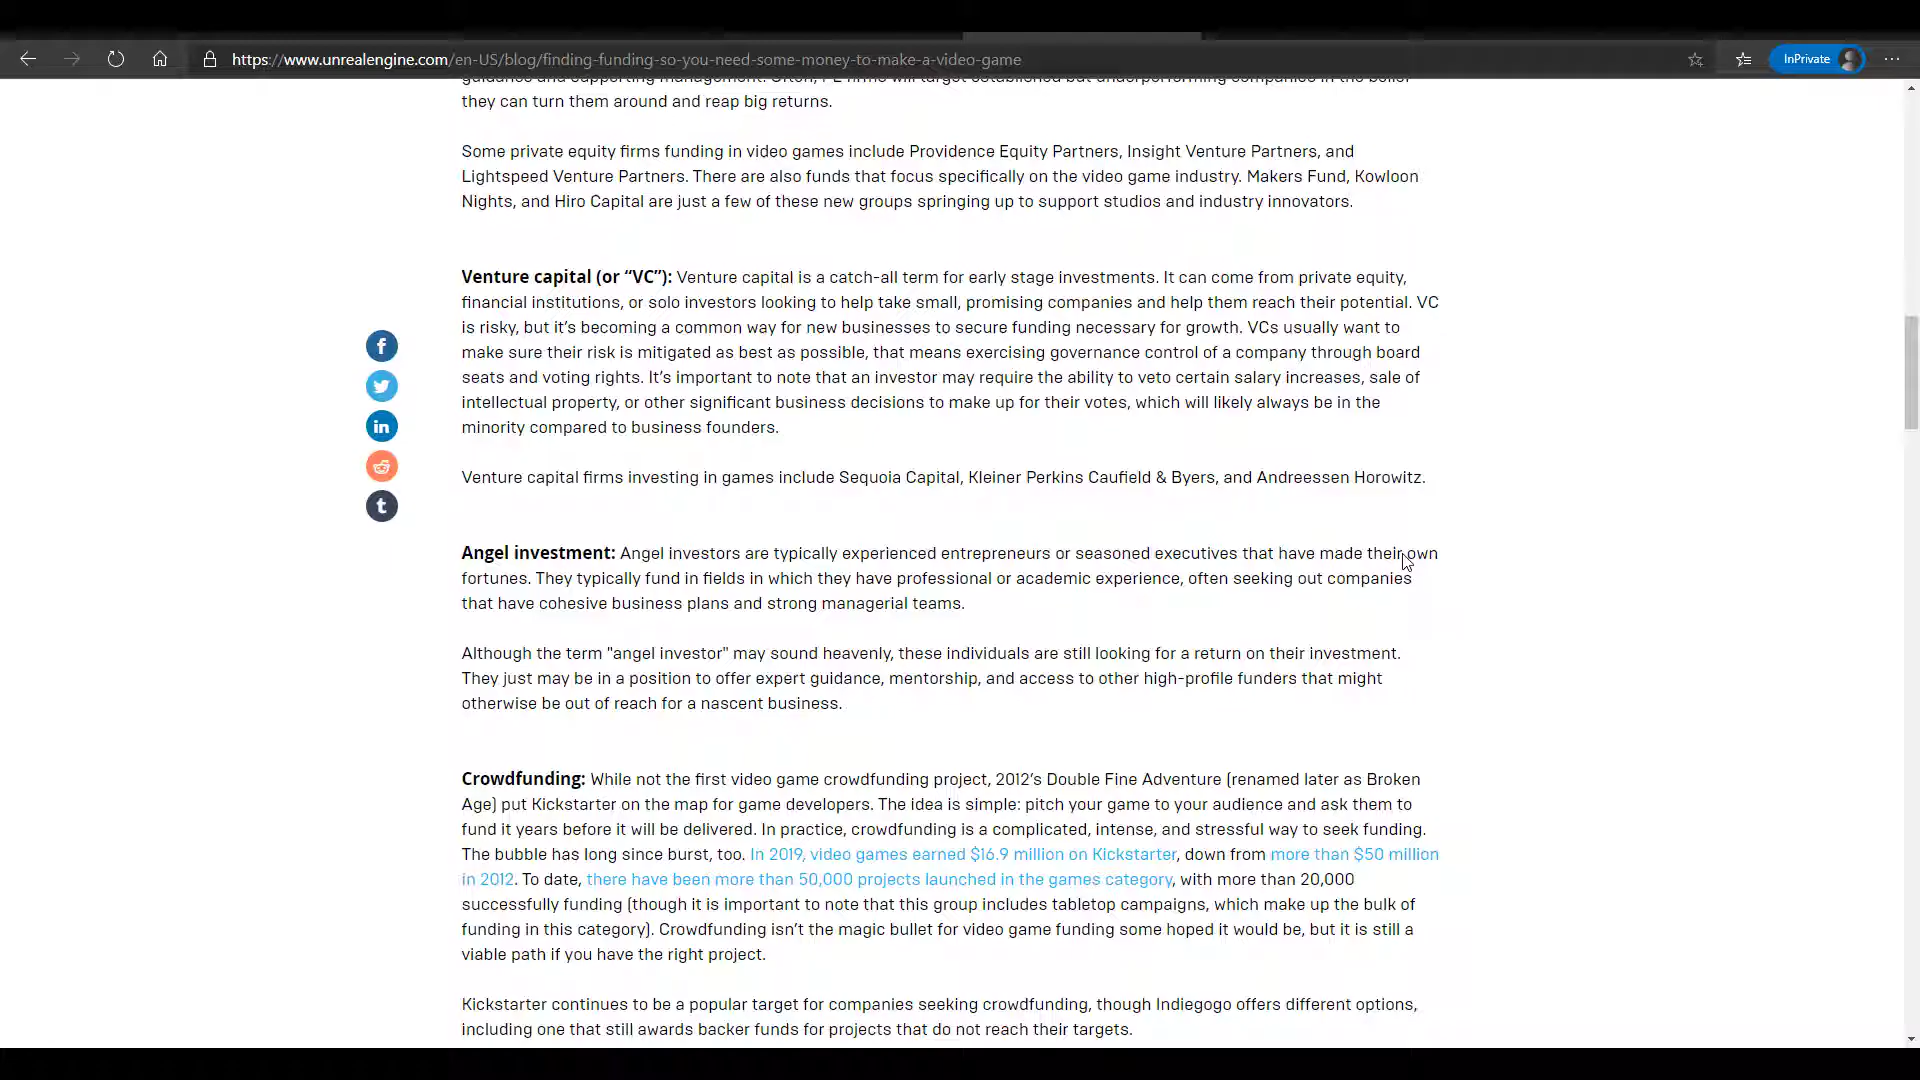 https://www.unrealengine.com/en-US/blog/finding-funding-so-you-need-some-money-to-make-a-video-game
InPrivate
guidance and supporting management. Often, PE firms will target established but underperforming companies in the belief
they can turn them around and reap big returns.
Some private equity firms funding in video games include Providence Equity Partners, Insight Venture Partners, and
Lightspeed Venture Partners. There are also funds that focus specifically on the video game industry. Makers Fund, Kowloon
Nights, and Hiro Capital are just a few of these new groups springing up to support studios and industry innovators.
Venture capital (or “VC”): Venture capital is a catch-all term for early stage investments. It can come from private equity,
financial institutions, or solo investors looking to help take small, promising companies and help them reach their potential. VC
is risky, but it’s becoming a common way for new businesses to secure funding necessary for growth. VCs usually want to
make sure their risk is mitigated as best as possible, that means exercising governance control of a company through board
seats and voting rights. It’s important to note that an investor may require the ability to veto certain salary increases, sale of
intellectual property, or other significant business decisions to make up for their votes, which will likely always be in the
minority compared to business founders.
Venture capital firms investing in games include Sequoia Capital, Kleiner Perkins Caufield & Byers, and Andreessen Horowitz.
Angel investment: Angel investors are typically experienced entrepreneurs or seasoned executives that have made their own
fortunes. They typically fund in fields in which they have professional or academic experience, often seeking out companies
that have cohesive business plans and strong managerial teams.
Although the term "angel investor" may sound heavenly, these individuals are still looking for a return on their investment.
They just may be in a position to offer expert guidance, mentorship, and access to other high-profile funders that might
otherwise be out of reach for a nascent business.
Crowdfunding: While not the first video game crowdfunding project, 2012’s Double Fine Adventure (renamed later as Broken
Age) put Kickstarter on the map for game developers. The idea is simple: pitch your game to your audience and ask them to
fund it years before it will be delivered. In practice, crowdfunding is a complicated, intense, and stressful way to seek funding.
The bubble has long since burst, too. In 2019, video games earned $16.9 million on Kickstarter, down from more than $50 million
in 2012. To date, there have been more than 50,000 projects launched in the games category, with more than 20,000
successfully funding (though it is important to note that this group includes tabletop campaigns, which make up the bulk of
funding in this category). Crowdfunding isn’t the magic bullet for video game funding some hoped it would be, but it is still a
viable path if you have the right project.
Kickstarter continues to be a popular target for companies seeking crowdfunding, though Indiegogo offers different options,
including one that still awards backer funds for projects that do not reach their targets.